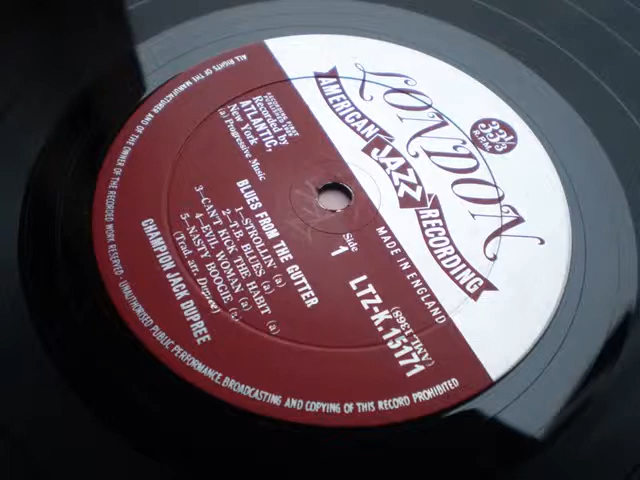 LONDON
33⅓
R.P.M.
AMERICAN JAZZ RECORDING
MADE IN ENGLAND
Recorded by
ATLANTIC,
New York
(a) Progressive Music
Side
1
LTZ-K.15171
(AML 1368)
BLUES FROM THE GUTTER
1-STROLLIN' (a)
2-T.B. BLUES (a)
3-CAN'T KICK THE HABIT (a)
4-EVIL WOMAN (a)
5-NASTY BOOGIE (a)
(Trad. arr. Dupree)
CHAMPION JACK DUPREE
ALL RIGHTS OF THE MANUFACTURER AND OF THE OWNER OF THE RECORDED WORK RESERVED · UNAUTHORISED PUBLIC PERFORMANCE, BROADCASTING AND COPYING OF THIS RECORD PROHIBITED